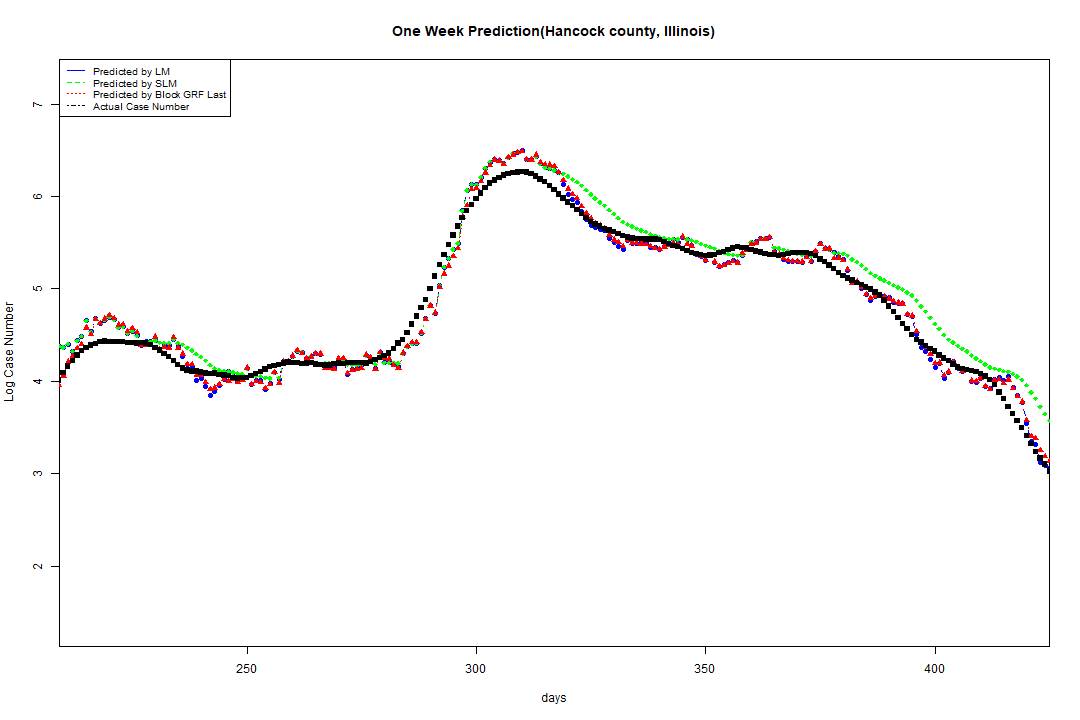 One Week Prediction(Hancock county, Illinois)
Predicted by LM
Predicted by SLM
Predicted by Block GRF Last
Actual Case Number
7
6
5
4
3
2
Log Case Number
250 300 350 400
days